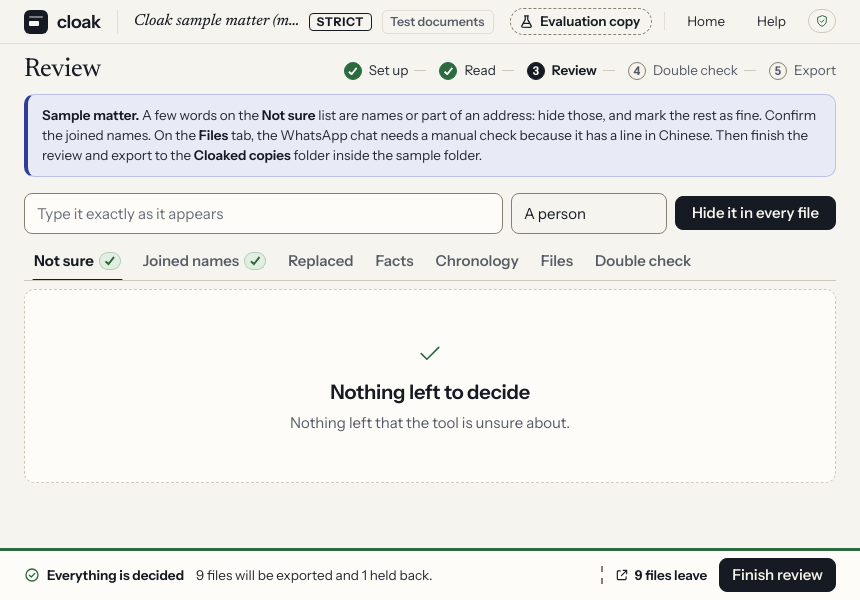 cloak
Cloak sample matter (m...
STRICT
Test documents
Evaluation copy
Home
Help
Review
Set up
Read
3 Review
4 Double check
5 Export
Sample matter. A few words on the Not sure list are names or part of an address: hide those, and mark the rest as fine. Confirm
the joined names. On the Files tab, the WhatsApp chat needs a manual check because it has a line in Chinese. Then finish the
review and export to the Cloaked copies folder inside the sample folder.
Type it exactly as it appears
A person
Hide it in every file
Not sure
Joined names
Replaced
Facts
Chronology
Files
Double check
Nothing left to decide
Nothing left that the tool is unsure about.
Everything is decided
9 files will be exported and 1 held back.
9 files leave
Finish review